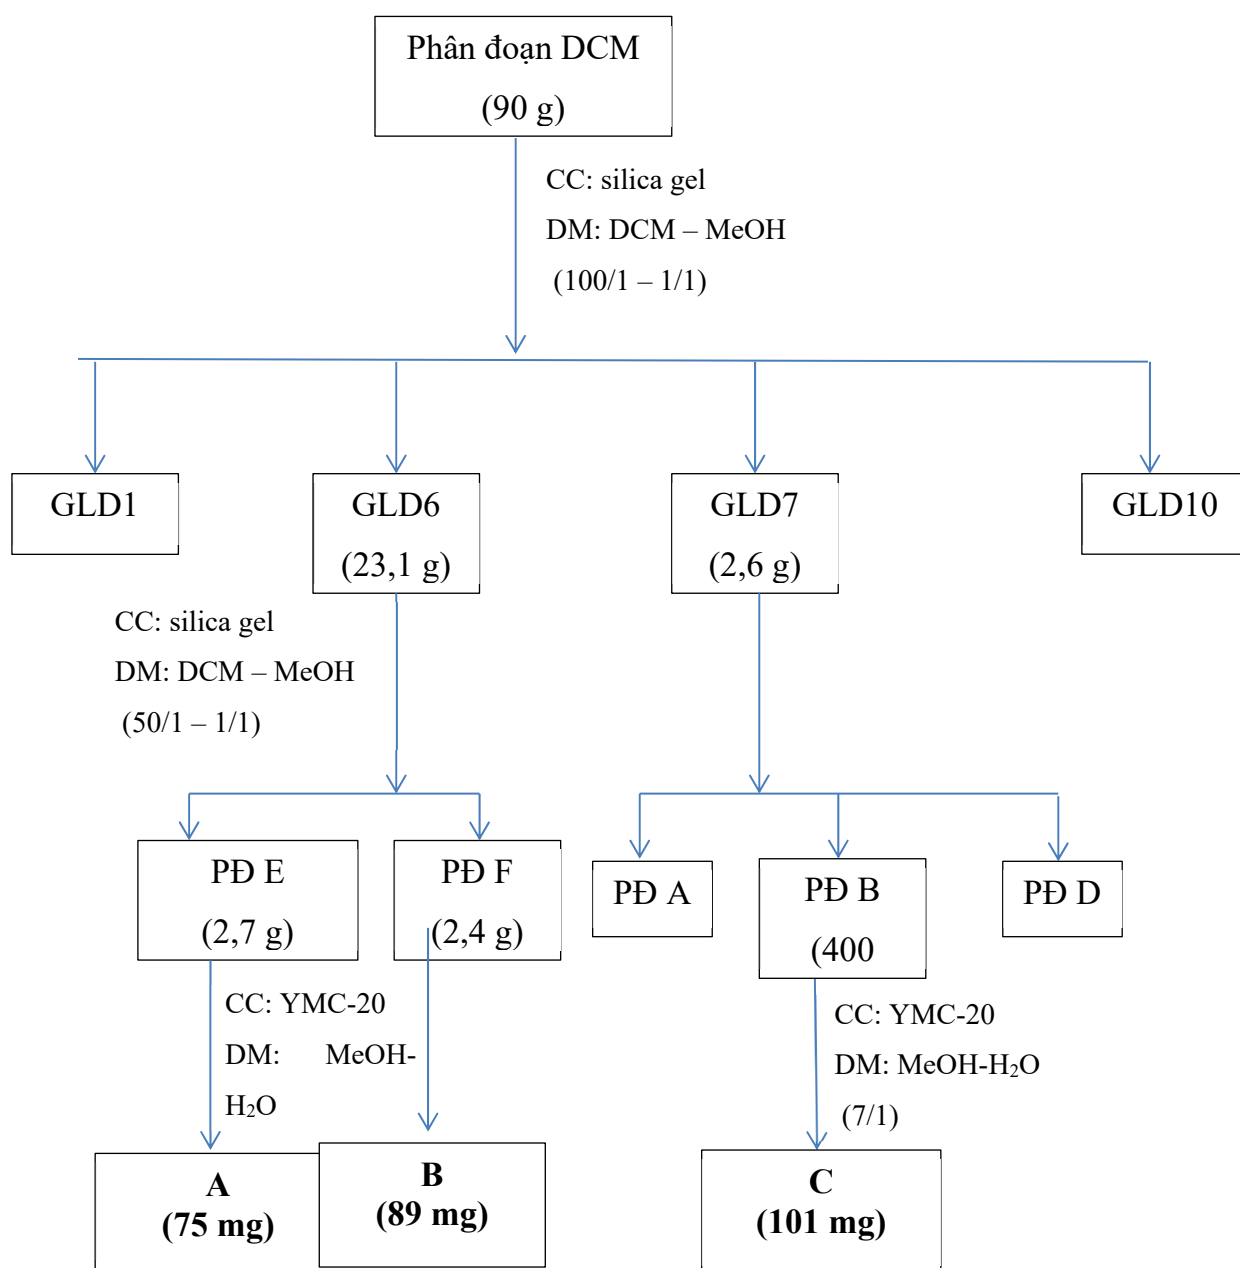 Phân đoạn DCM
(90 g)
CC: silica gel
DM: DCM – MeOH
(100/1 – 1/1)
GLD1
GLD6
(23,1 g)
GLD7
(2,6 g)
GLD10
CC: silica gel
DM: DCM – MeOH
(50/1 – 1/1)
PĐ E
(2,7 g)
PĐ F
(2,4 g)
PĐ A
PĐ B
(400
PĐ D
CC: YMC-20
DM: MeOH-
H₂O
CC: YMC-20
DM: MeOH-H₂O
(7/1)
A
(75 mg)
B
(89 mg)
C
(101 mg)